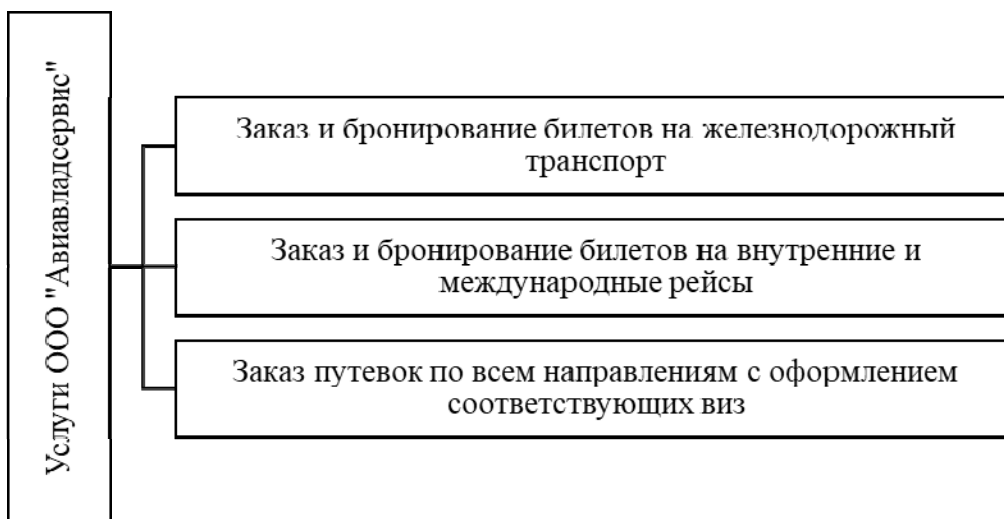 Услуги ООО "Авиавладсервис"
Заказ и бронирование билетов на железнодорожный
транспорт
Заказ и бронирование билетов на внутренние и
международные рейсы
Заказ путевок по всем направлениям с оформлением
соответствующих виз